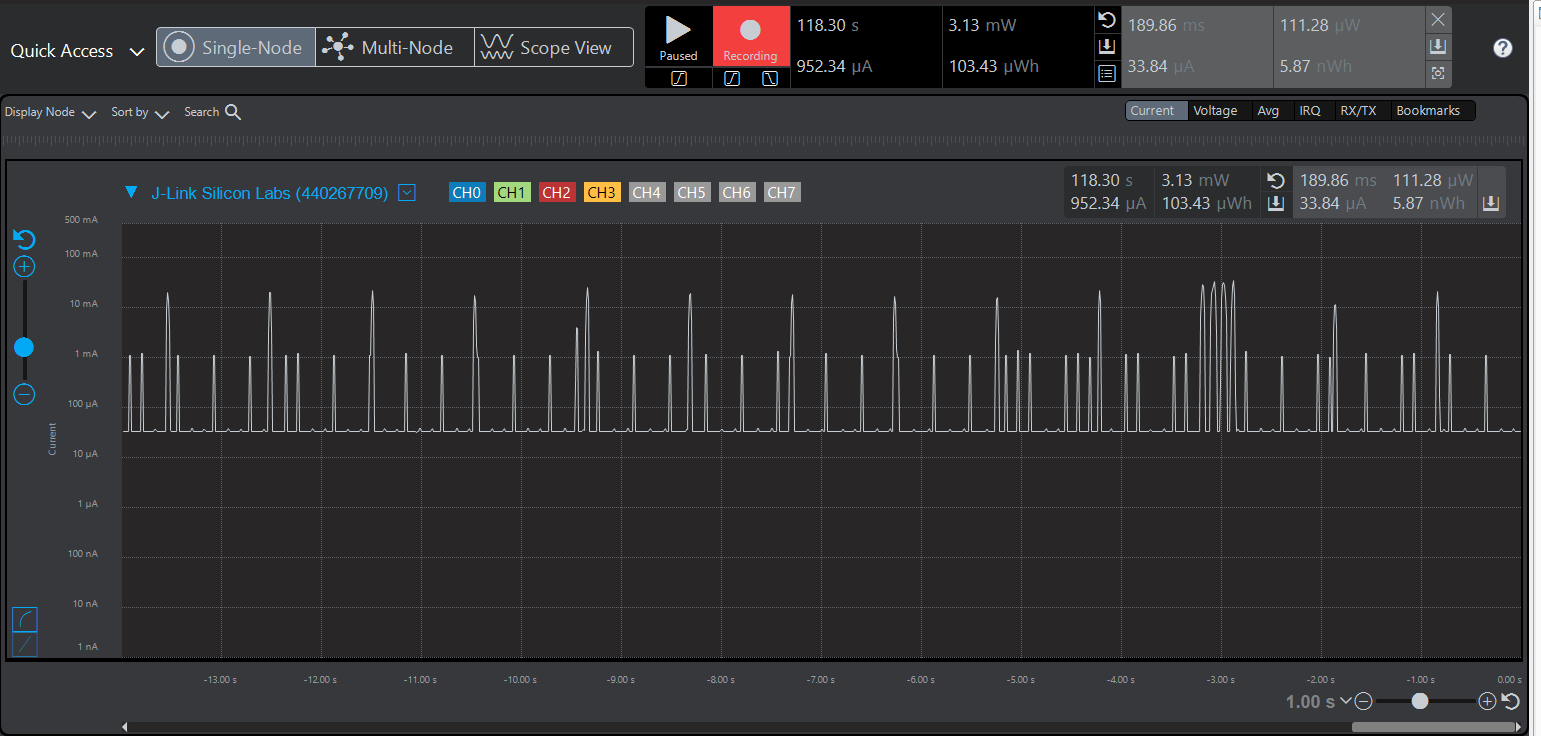 Quick Access
Single-Node
Multi-Node
Scope View
Paused
Recording
118.30 s
3.13 mW
952.34 µA
103.43 µWh
189.86 ms
111.28 µW
33.84 µA
5.87 nWh
Display Node
Sort by
Search
Current
Voltage
Avg
IRQ
RX/TX
Bookmarks
J-Link Silicon Labs (440267709)
CH0
CH1
CH2
CH3
CH4
CH5
CH6
CH7
118.30 s
3.13 mW
189.86 ms
111.28 µW
952.34 µA
103.43 µWh
33.84 µA
5.87 nWh
500 mA
100 mA
10 mA
1 mA
100 µA
10 µA
1 µA
100 nA
10 nA
1 nA
Current
-13.00 s
-12.00 s
-11.00 s
-10.00 s
-9.00 s
-8.00 s
-7.00 s
-6.00 s
-5.00 s
-4.00 s
-3.00 s
-2.00 s
-1.00 s
0.00 s
1.00 s